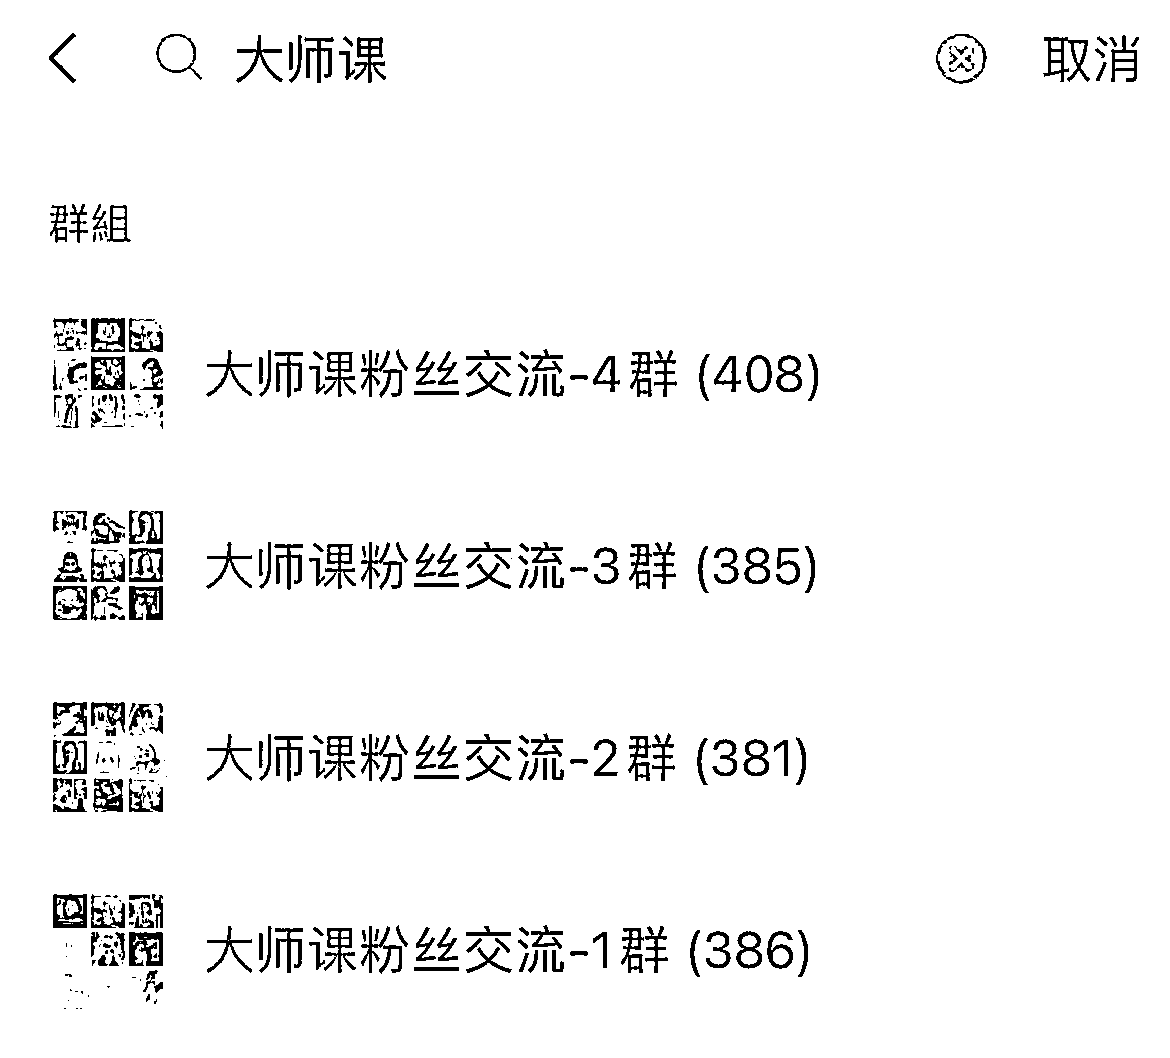 大师课 取消
群組
大师课粉丝交流-4群 (408)
大师课粉丝交流-3群 (385)
大师课粉丝交流-2群 (381)
大师课粉丝交流-1群 (386)